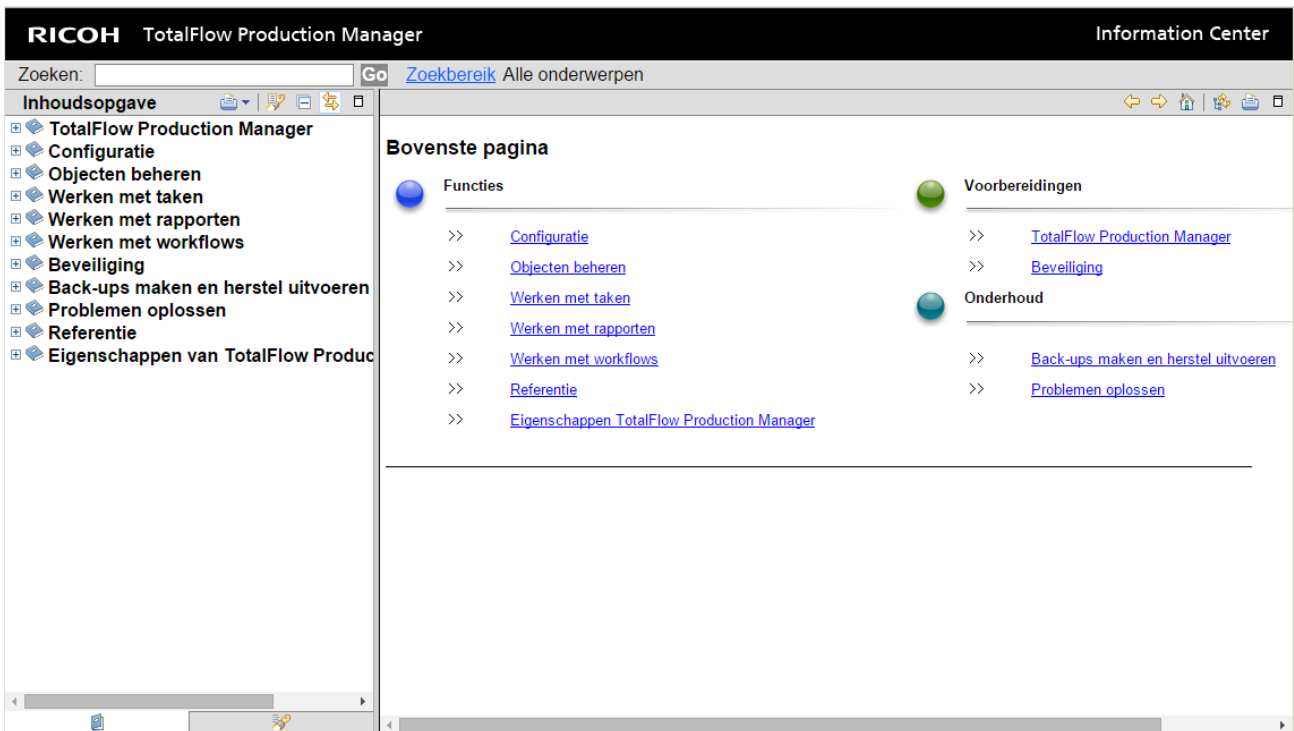 RICOH TotalFlow Production Manager
Information Center
Zoeken:
Go
Zoekbereik Alle onderwerpen
Inhoudsopgave
TotalFlow Production Manager
Configuratie
Objecten beheren
Werken met taken
Werken met rapporten
Werken met workflows
Beveiliging
Back-ups maken en herstel uitvoeren
Problemen oplossen
Referentie
Eigenschappen van TotalFlow Produc
Bovenste pagina
Functies
>> Configuratie
>> Objecten beheren
>> Werken met taken
>> Werken met rapporten
>> Werken met workflows
>> Referentie
>> Eigenschappen TotalFlow Production Manager
Voorbereidingen
>> TotalFlow Production Manager
>> Beveiliging
Onderhoud
>> Back-ups maken en herstel uitvoeren
>> Problemen oplossen